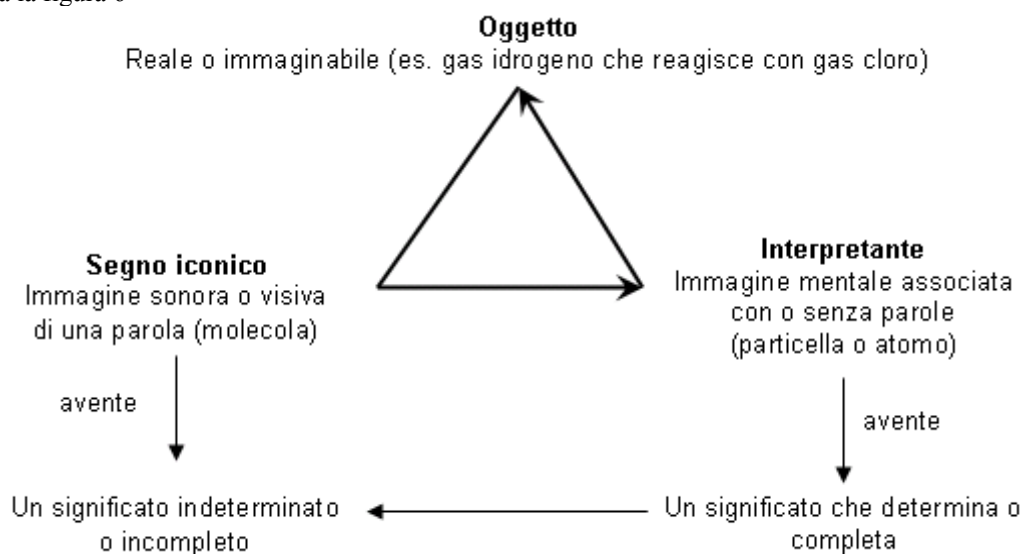 Oggetto
Reale o immaginabile (es. gas idrogeno che reagisce con gas cloro)
Segno iconico
Immagine sonora o visiva
di una parola (molecola)
Interpretante
Immagine mentale associata
con o senza parole
(particella o atomo)
avente
avente
Un significato indeterminato
o incompleto
Un significato che determina o
completa